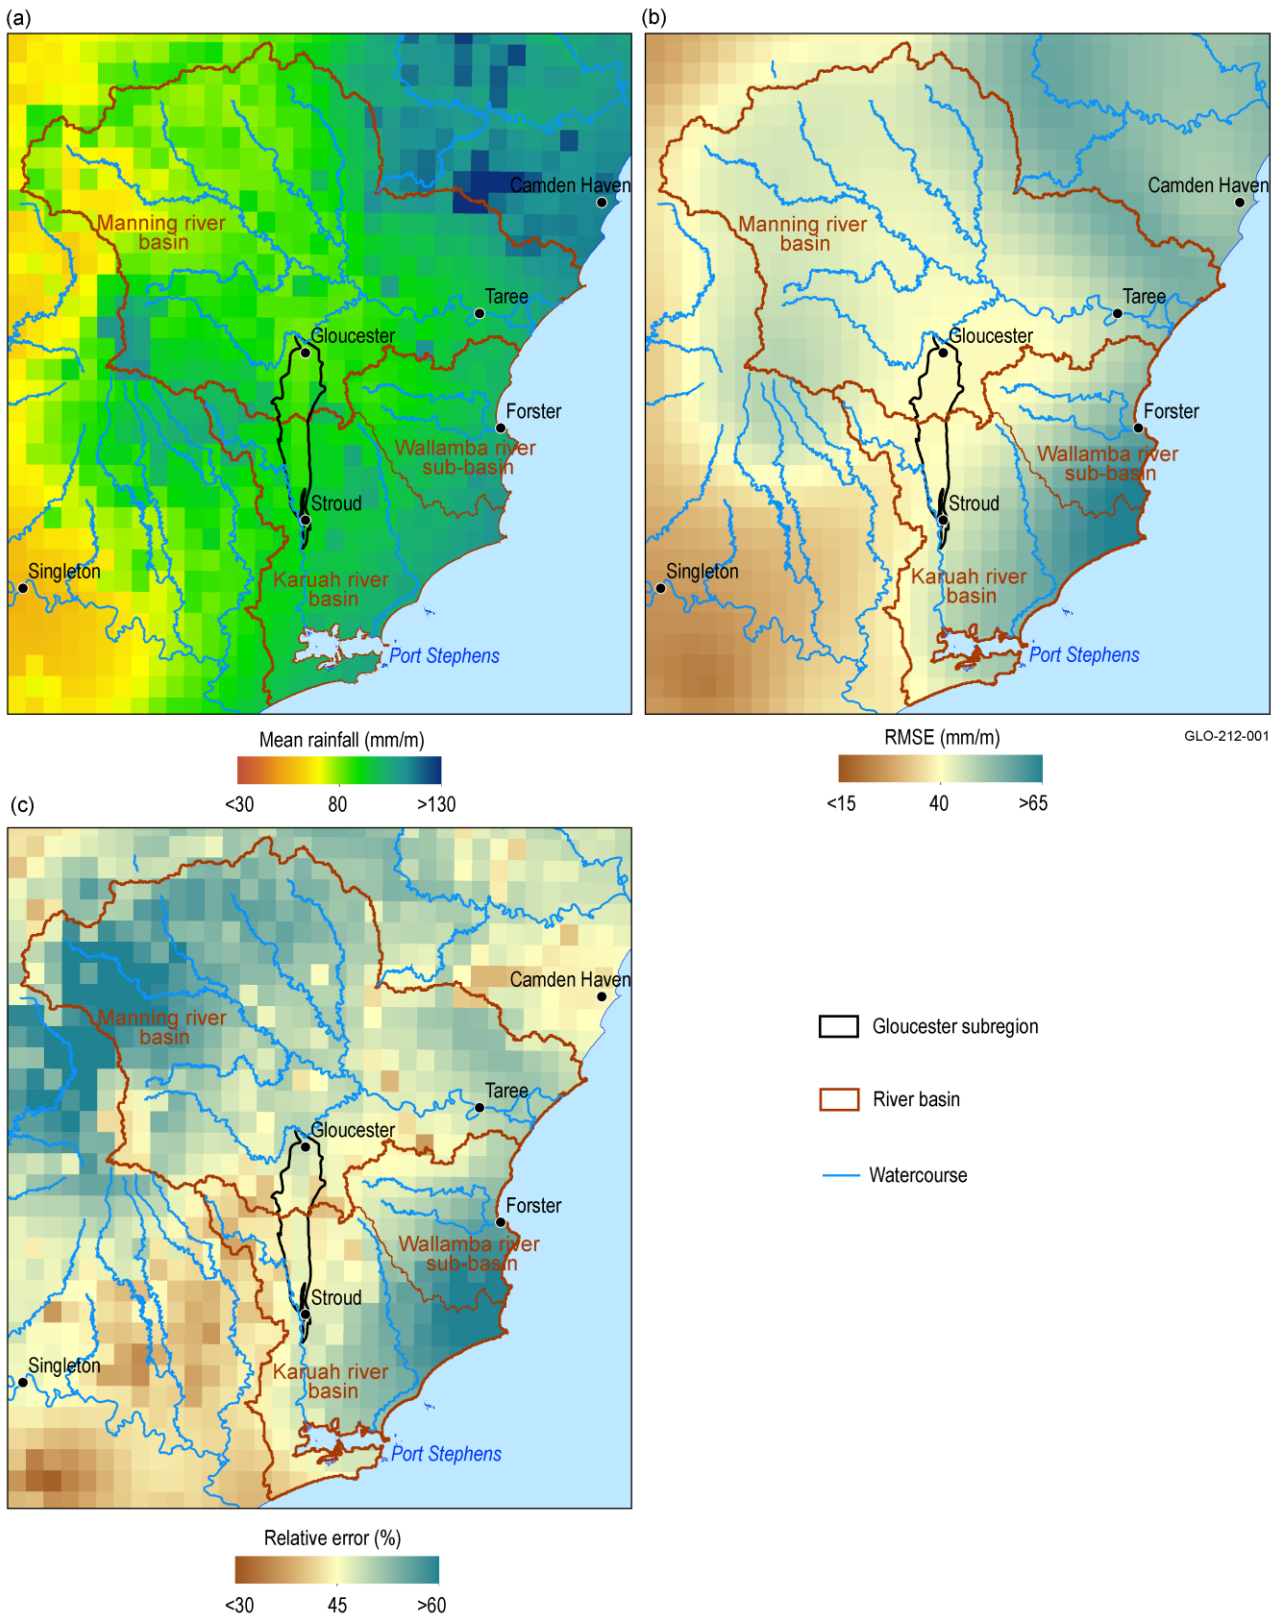 (a)
Camden Haven
Manning river
basin
Taree
Gloucester
Forster
Wallamba river
sub-basin
Stroud
Singleton
Karuah river
basin
Port Stephens
Mean rainfall (mm/m)
<30 80 >130
(b)
Camden Haven
Manning river
basin
Taree
Gloucester
Forster
Wallamba river
sub-basin
Stroud
Singleton
Karuah river
basin
Port Stephens
RMSE (mm/m)
<15 40 >65
GLO-212-001
(c)
Camden Haven
Manning river
basin
Taree
Gloucester
Forster
Wallamba river
sub-basin
Stroud
Singleton
Karuah river
basin
Port Stephens
Relative error (%)
<30 45 >60
Gloucester subregion
River basin
Watercourse